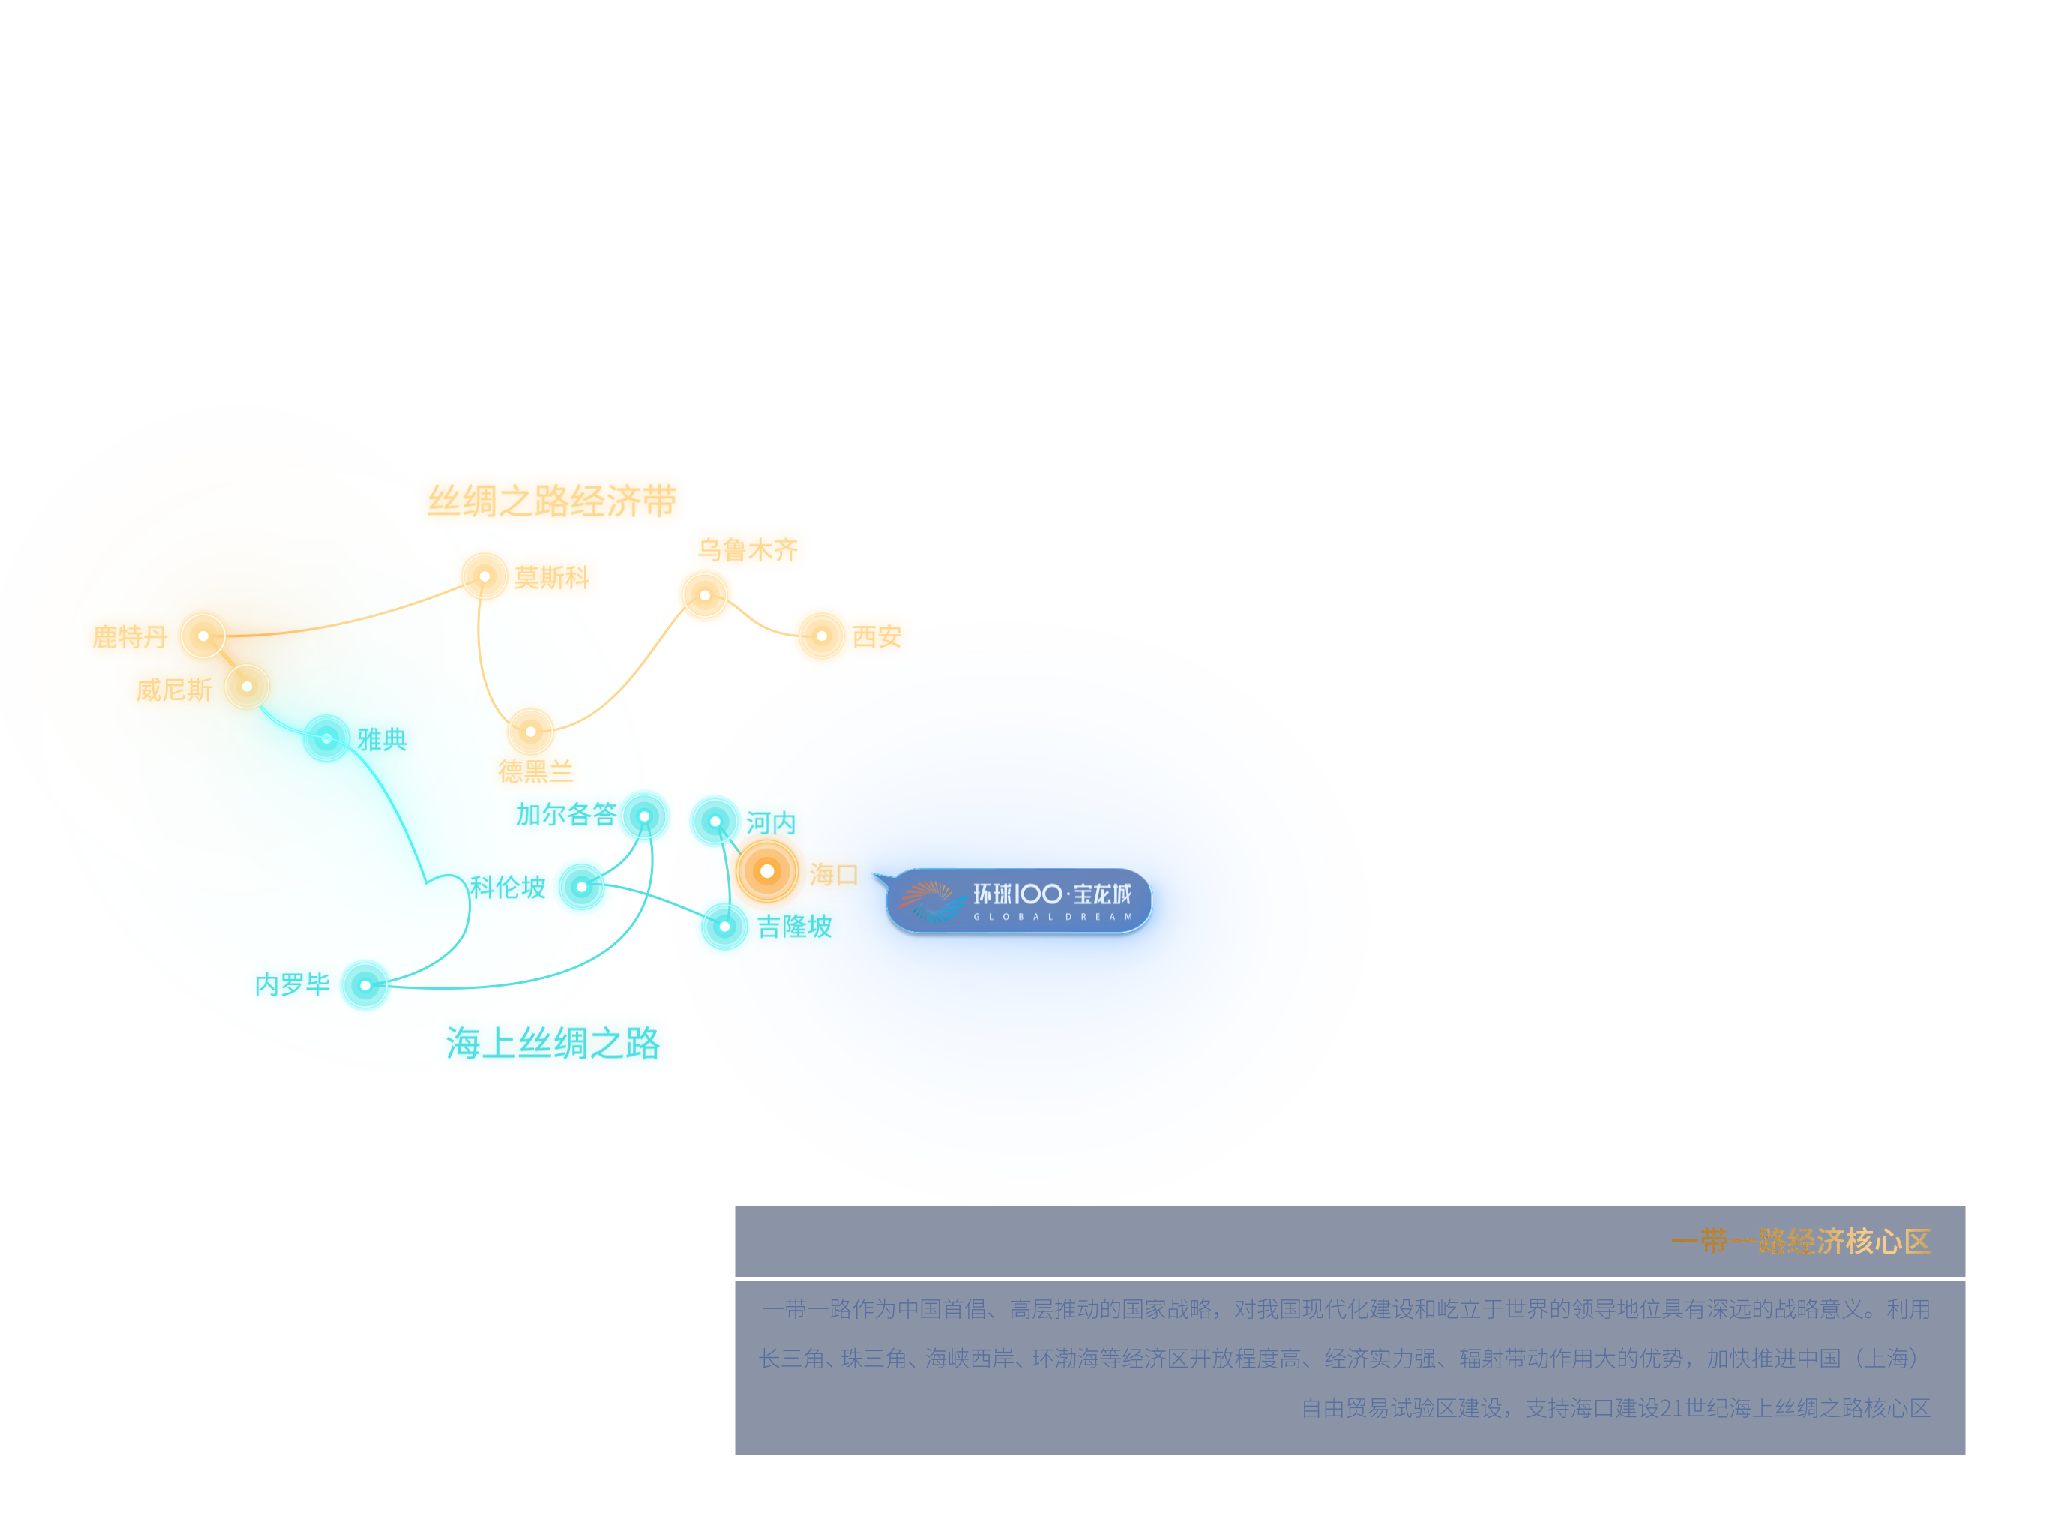 丝绸之路经济带
乌鲁木齐
莫斯科
鹿特丹
西安
威尼斯
雅典
德黑兰
加尔各答
河内
海口
科伦坡
环球100·宝龙城
GLOBAL DREAM
吉隆坡
内罗毕
海上丝绸之路
一带一路经济核心区
一带一路作为中国首倡、高层推动的国家战略，对我国现代化建设和屹立于世界的领导地位具有深远的战略意义。利用
长三角、珠三角、海峡西岸、环渤海等经济区开放程度高、经济实力强、辐射带动作用大的优势，加快推进中国（上海）
自由贸易试验区建设，支持海口建设21世纪海上丝绸之路核心区